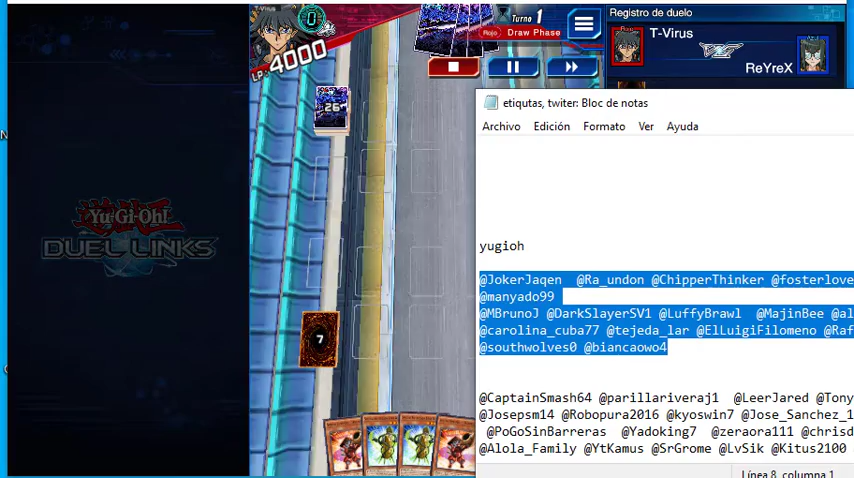 Yu-Gi-Oh!
DUEL LINKS
LP: 4000
0
Turno 1
Rojo Draw Phase
26
7
Registro de duelo
T-Virus
ReYreX
etiqutas, twiter: Bloc de notas
Archivo Edición Formato Ver Ayuda
yugioh
@JokerJaqen @Ra_undon @ChipperThinker @fosterlove
@manyado99
@MBrunoJ @DarkSlayerSV1 @LuffyBrawl @MajinBee @al
@carolina_cuba77 @tejeda_lar @ElLuigiFilomeno @Raf
@southwolves0 @biancaowo4
@CaptainSmash64 @parillariveraj1 @LeerJared @Tony
@Josepsm14 @Robopura2016 @kyoswin7 @Jose_Sanchez_1
@PoGoSinBarreras @Yadoking7 @zeraora111 @chrisd
@Alola_Family @YtKamus @SrGrome @LvSik @Kitus2100
Línea 8, columna 1